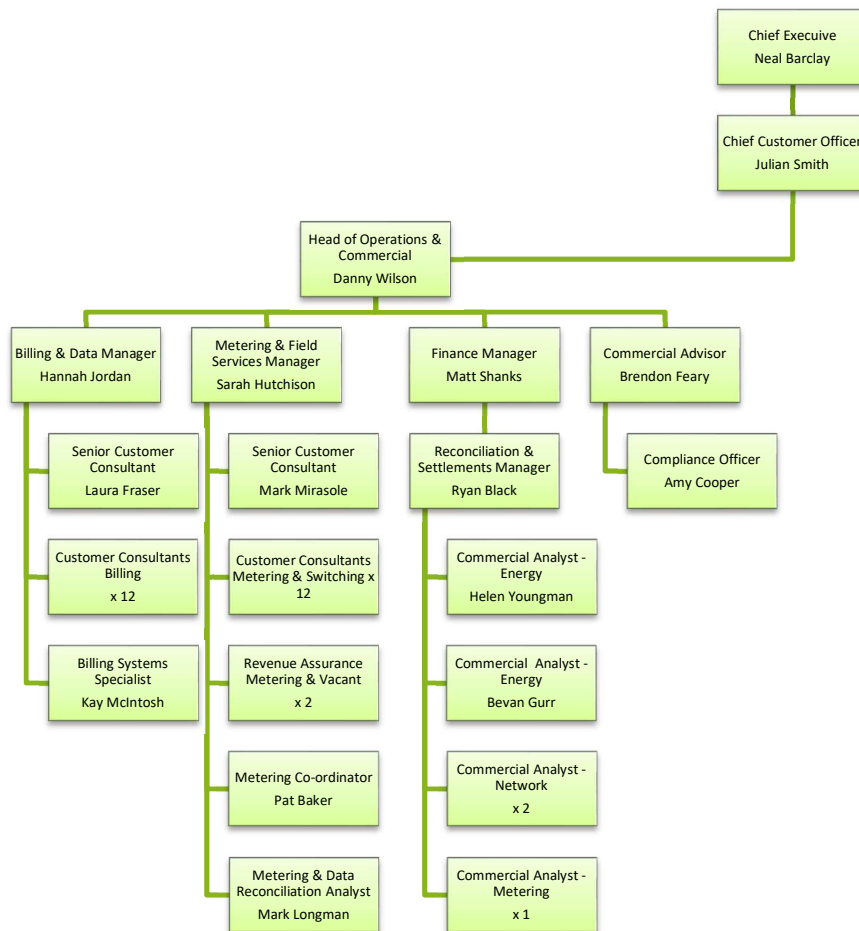 Chief Execuive
Neal Barclay
Chief Customer Officer
Julian Smith
Head of Operations &
Commercial
Danny Wilson
Billing & Data Manager
Hannah Jordan
Metering & Field
Services Manager
Sarah Hutchison
Finance Manager
Matt Shanks
Commercial Advisor
Brendon Feary
Senior Customer
Consultant
Laura Fraser
Senior Customer
Consultant
Mark Mirasole
Reconciliation &
Settlements Manager
Ryan Black
Compliance Officer
Amy Cooper
Customer Consultants
Billing
x 12
Customer Consultants
Metering & Switching x
12
Commercial Analyst -
Energy
Helen Youngman
Billing Systems
Specialist
Kay McIntosh
Revenue Assurance
Metering & Vacant
x 2
Commercial Analyst -
Energy
Bevan Gurr
Metering Co-ordinator
Pat Baker
Commercial Analyst -
Network
x 2
Metering & Data
Reconciliation Analyst
Mark Longman
Commercial Analyst -
Metering
x 1